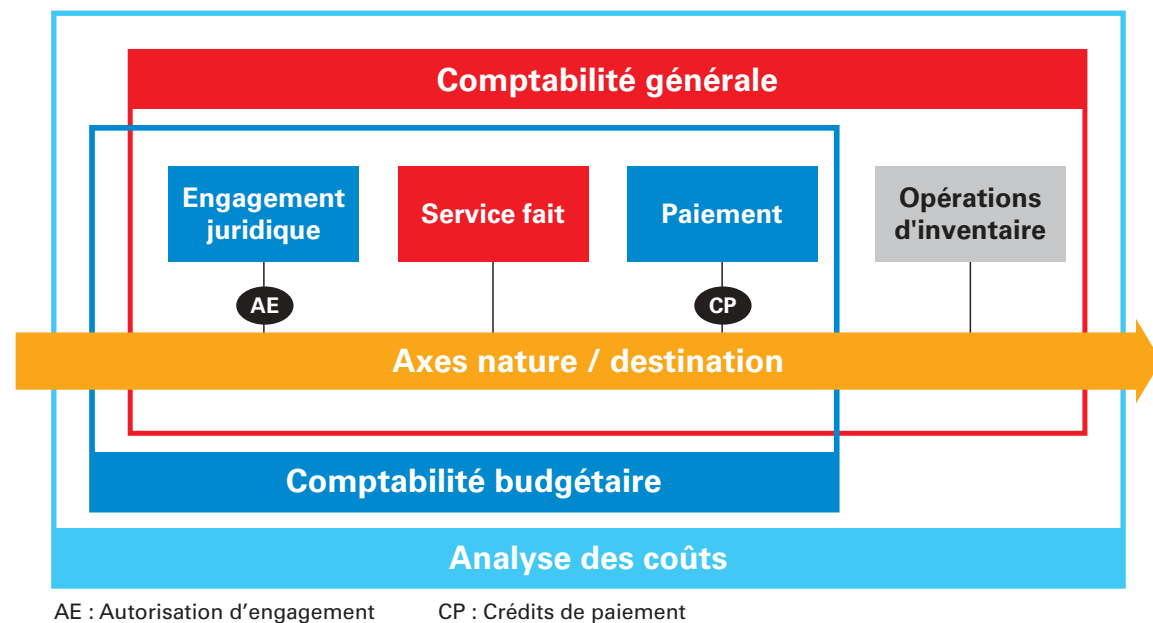 Comptabilité générale
Engagement
juridique
Service fait
Paiement
Opérations
d'inventaire
AE
CP
Axes nature / destination
Comptabilité budgétaire
Analyse des coûts
AE : Autorisation d’engagement CP : Crédits de paiement